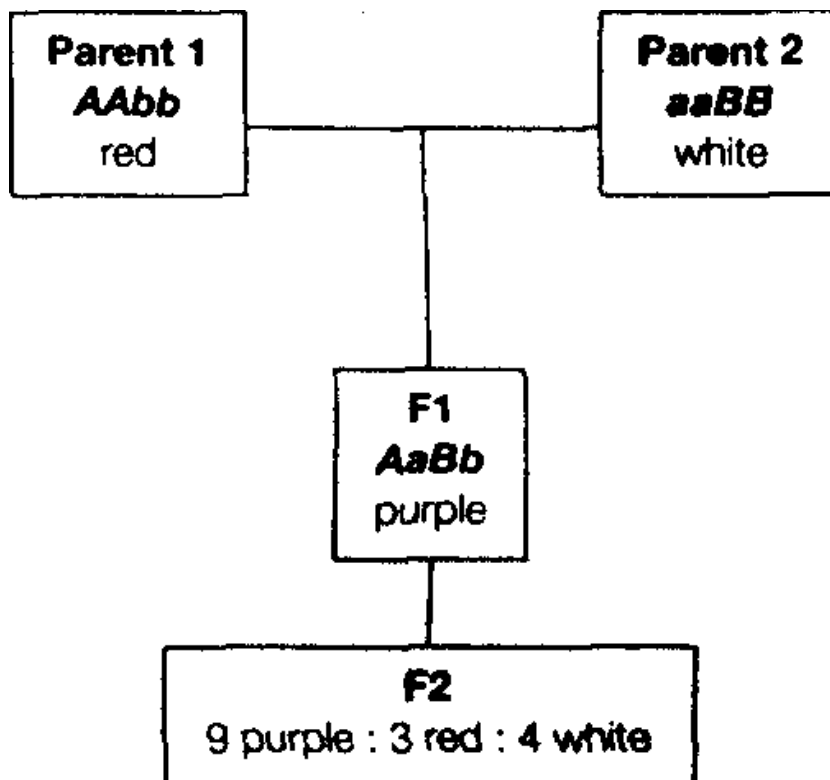 Parent 1
AAbb
red
Parent 2
aaBB
white
F1
AaBb
purple
F2
9 purple : 3 red : 4 white